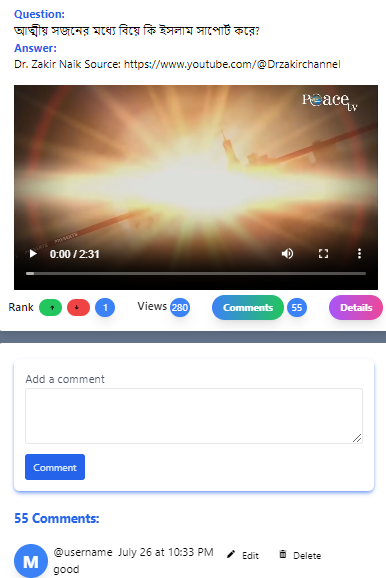 Question:
আত্মীয় সজনের মধ্যে বিয়ে কি ইসলাম সাপোর্ট করে?
Answer:
Dr. Zakir Naik Source: https://www.youtube.com/@Drzakirchannel
Peace tv
0:00 / 2:31
Rank 1 Views 280 Comments 55 Details
Add a comment
Comment
55 Comments:
M
@username July 26 at 10:33 PM Edit Delete
good